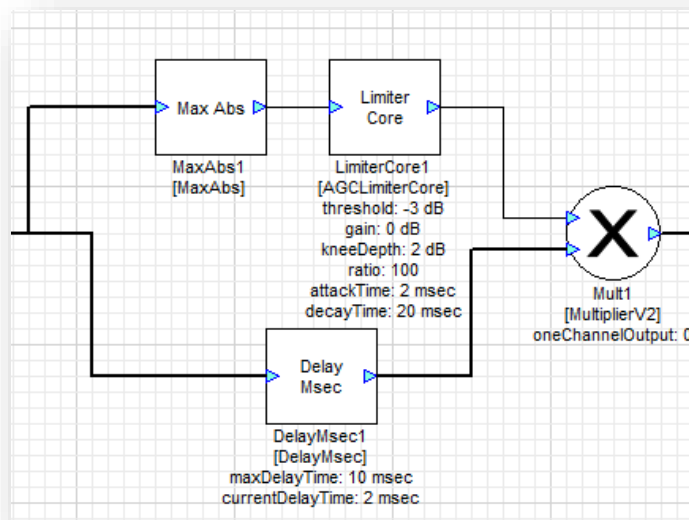 Max Abs
MaxAbs1
[MaxAbs]
Limiter
Core
LimiterCore1
[AGCLimiterCore]
threshold: -3 dB
gain: 0 dB
kneeDepth: 2 dB
ratio: 100
attackTime: 2 msec
decayTime: 20 msec
X
Mult1
[MultiplierV2]
oneChannelOutput: 0
Delay
Msec
DelayMsec1
[DelayMsec]
maxDelayTime: 10 msec
currentDelayTime: 2 msec